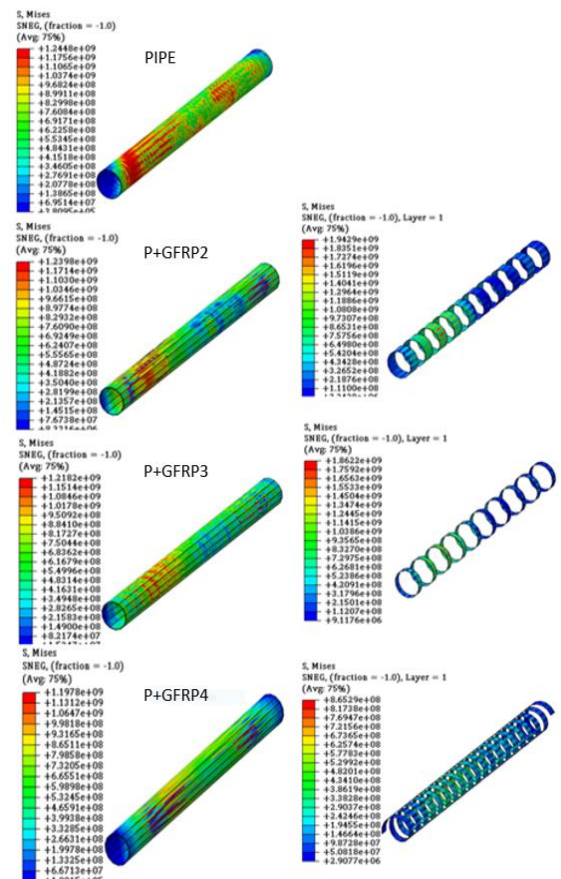 S, Mises
SNEG, (fraction = -1.0)
(Avg: 75%)
+1.2448e+09
+1.1756e+09
+1.1065e+09
+1.0374e+09
+9.6824e+08
+8.9911e+08
+8.2998e+08
+7.6084e+08
+6.9171e+08
+6.2258e+08
+5.5345e+08
+4.8431e+08
+4.1518e+08
+3.4605e+08
+2.7691e+08
+2.0778e+08
+1.3865e+08
+6.9514e+07
PIPE
S, Mises
SNEG, (fraction = -1.0)
(Avg: 75%)
+1.2398e+09
+1.1714e+09
+1.1030e+09
+1.0346e+09
+9.6615e+08
+8.9774e+08
+8.2932e+08
+7.6090e+08
+6.9249e+08
+6.2407e+08
+5.5565e+08
+4.8724e+08
+4.1882e+08
+3.5040e+08
+2.8199e+08
+2.1357e+08
+1.4515e+08
+7.6738e+07
P+GFRP2
S, Mises
SNEG, (fraction = -1.0), Layer = 1
(Avg: 75%)
+1.9429e+09
+1.8351e+09
+1.7274e+09
+1.6196e+09
+1.5119e+09
+1.4041e+09
+1.2964e+09
+1.1886e+09
+1.0808e+09
+9.7307e+08
+8.6531e+08
+7.5756e+08
+6.4980e+08
+5.4204e+08
+4.3428e+08
+3.2652e+08
+2.1876e+08
+1.1100e+08
S, Mises
SNEG, (fraction = -1.0)
(Avg: 75%)
+1.2182e+09
+1.1514e+09
+1.0846e+09
+1.0178e+09
+9.5092e+08
+8.8410e+08
+8.1727e+08
+7.5044e+08
+6.8362e+08
+6.1679e+08
+5.4996e+08
+4.8314e+08
+4.1631e+08
+3.4948e+08
+2.8265e+08
+2.1583e+08
+1.4900e+08
+8.2174e+07
P+GFRP3
S, Mises
SNEG, (fraction = -1.0), Layer = 1
(Avg: 75%)
+1.8622e+09
+1.7592e+09
+1.6563e+09
+1.5533e+09
+1.4504e+09
+1.3474e+09
+1.2445e+09
+1.1415e+09
+1.0386e+09
+9.3565e+08
+8.3270e+08
+7.2975e+08
+6.2681e+08
+5.2386e+08
+4.2091e+08
+3.1796e+08
+2.1501e+08
+1.1207e+08
+9.1176e+06
S, Mises
SNEG, (fraction = -1.0)
(Avg: 75%)
+1.1978e+09
+1.1312e+09
+1.0647e+09
+9.9818e+08
+9.3165e+08
+8.6511e+08
+7.9858e+08
+7.3205e+08
+6.6551e+08
+5.9898e+08
+5.3245e+08
+4.6591e+08
+3.9938e+08
+3.3285e+08
+2.6631e+08
+1.9978e+08
+1.3325e+08
+6.6713e+07
P+GFRP4
S, Mises
SNEG, (fraction = -1.0), Layer = 1
(Avg: 75%)
+8.6529e+08
+8.1738e+08
+7.6947e+08
+7.2156e+08
+6.7365e+08
+6.2574e+08
+5.7783e+08
+5.2992e+08
+4.8201e+08
+4.3410e+08
+3.8619e+08
+3.3828e+08
+2.9037e+08
+2.4246e+08
+1.9455e+08
+1.4664e+08
+9.8728e+07
+5.0818e+07
+2.9077e+06